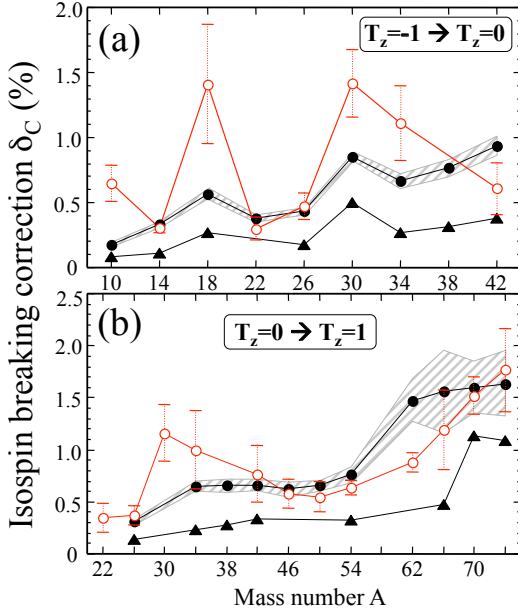 2.0
(a)
T_z=-1 → T_z=0
1.5
1.0
0.5
0
10 14 18 22 26 30 34 38 42
Isospin breaking correction δ_C (%)
2.5
(b)
T_z=0 → T_z=1
2.0
1.5
1.0
0.5
0
22 30 38 46 54 62 70
Mass number A